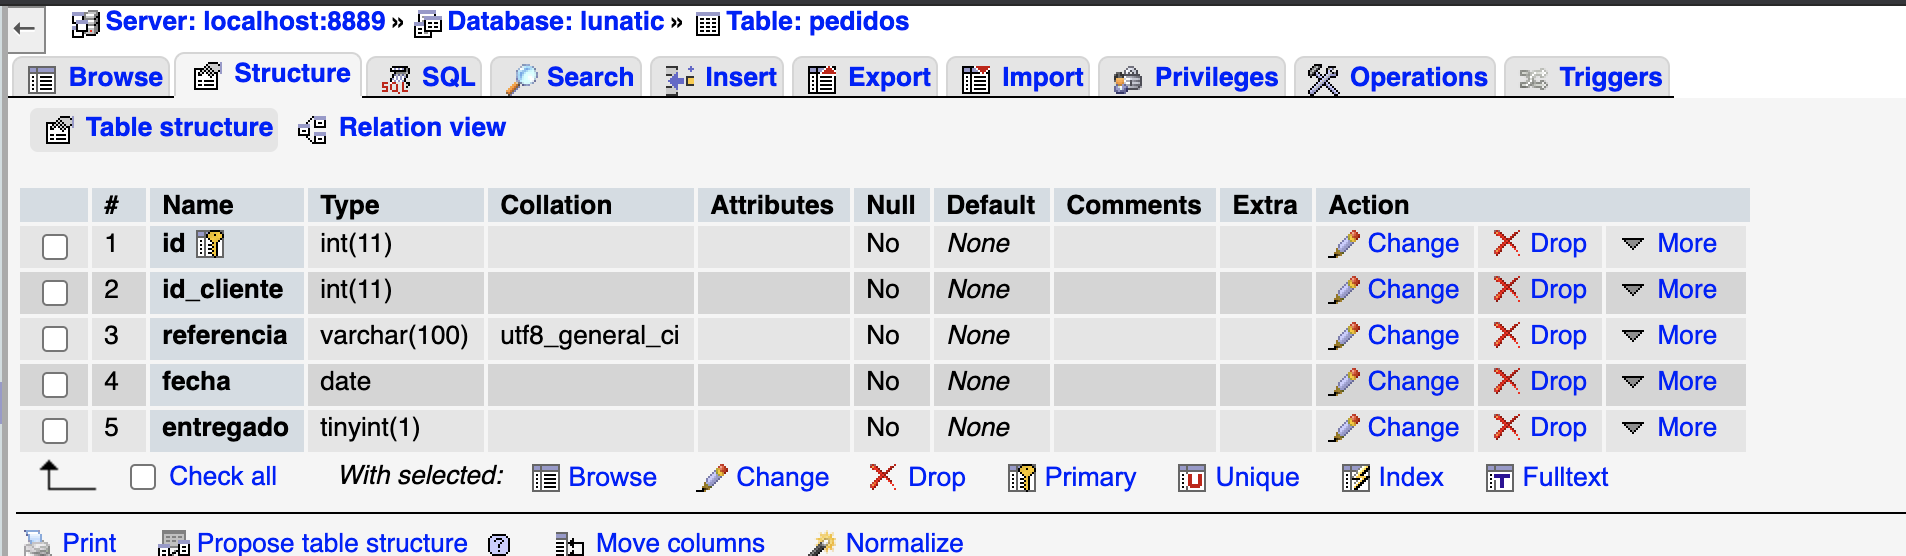 Server: localhost:8889 » Database: lunatic » Table: pedidos
Browse Structure SQL Search Insert Export Import Privileges Operations Triggers
Table structure Relation view
# Name Type Collation Attributes Null Default Comments Extra Action
1 id int(11) No None Change Drop More
2 id_cliente int(11) No None Change Drop More
3 referencia varchar(100) utf8_general_ci No None Change Drop More
4 fecha date No None Change Drop More
5 entregado tinyint(1) No None Change Drop More
Check all With selected: Browse Change Drop Primary Unique Index Fulltext
Print Propose table structure Move columns Normalize